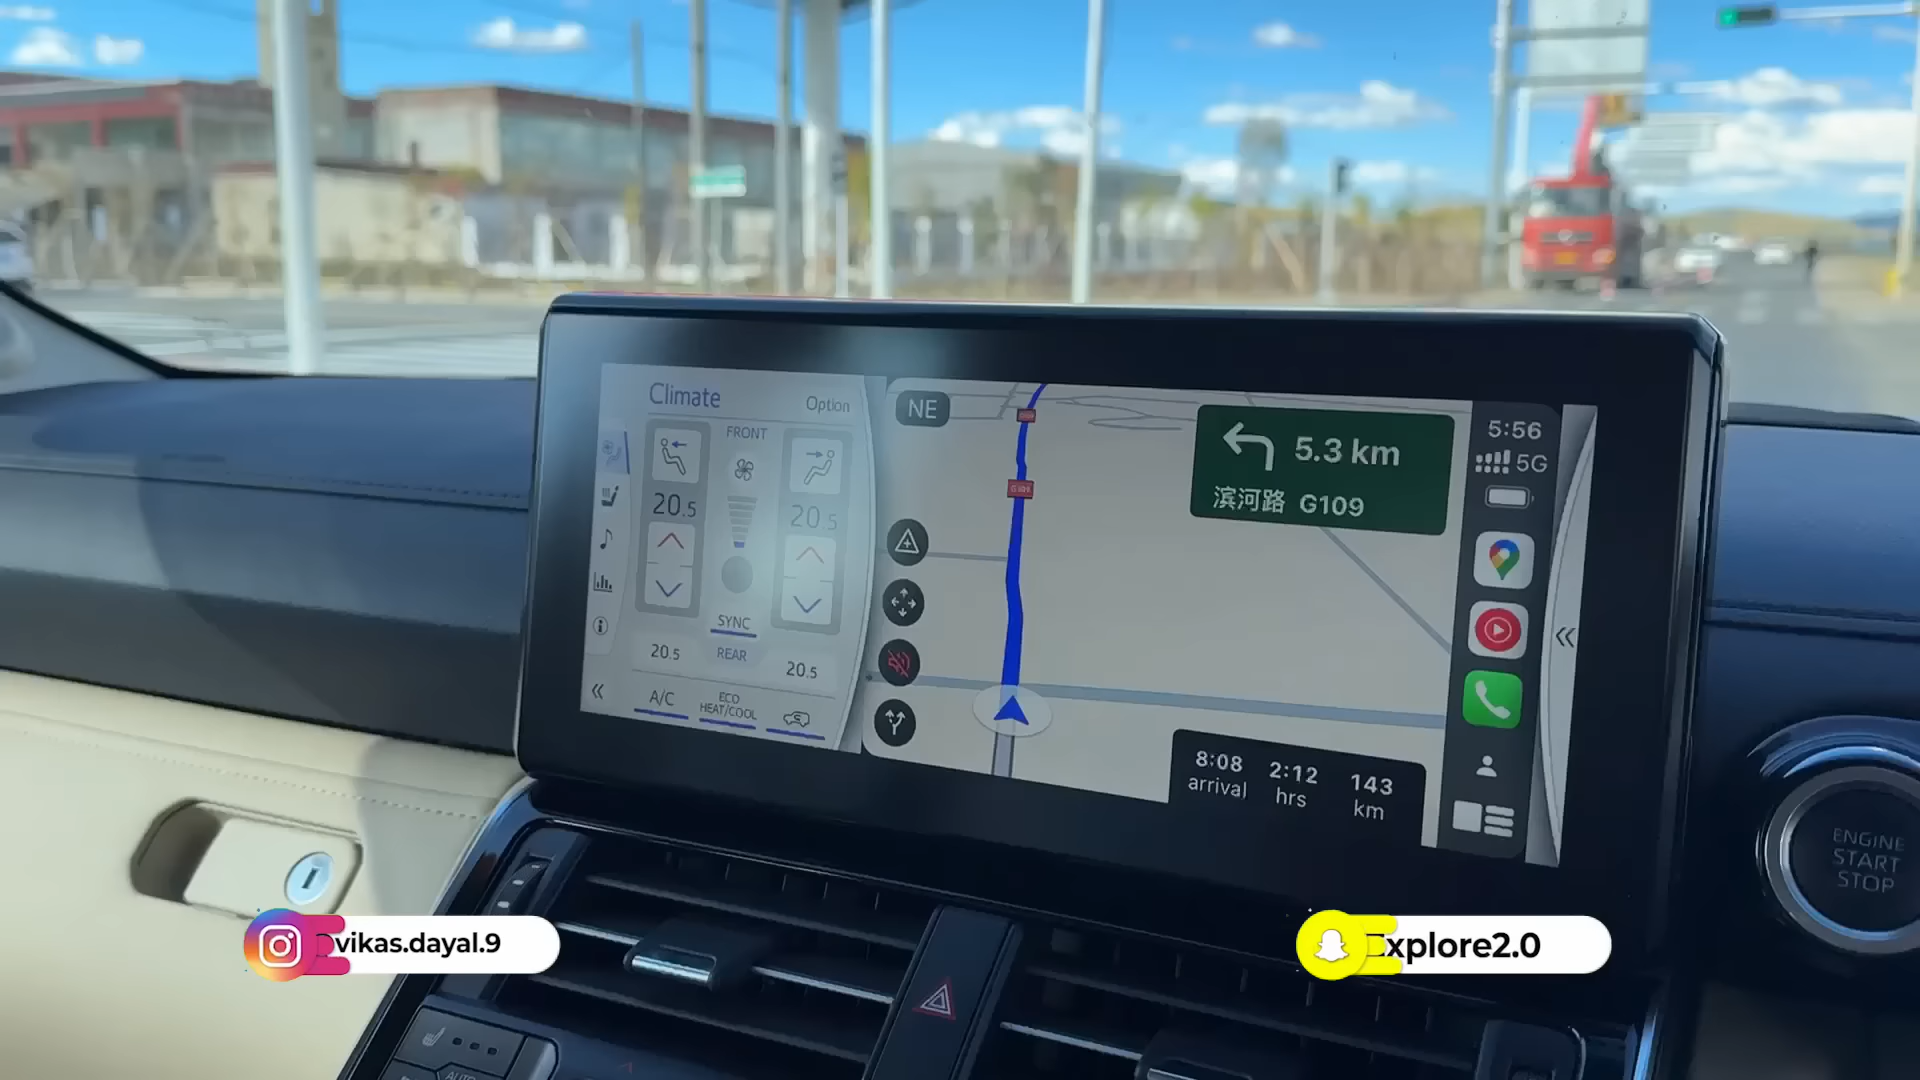 Climate
Option
FRONT
20.5
20.5
SYNC
20.5
REAR
20.5
A/C
ECO
HEAT/COOL
NE
5.3 km
滨河路 G109
5:56
5G
8:08
arrival
2:12
hrs
143
km
ENGINE
START
STOP
vikas.dayal.9
Explore2.0
AUTO